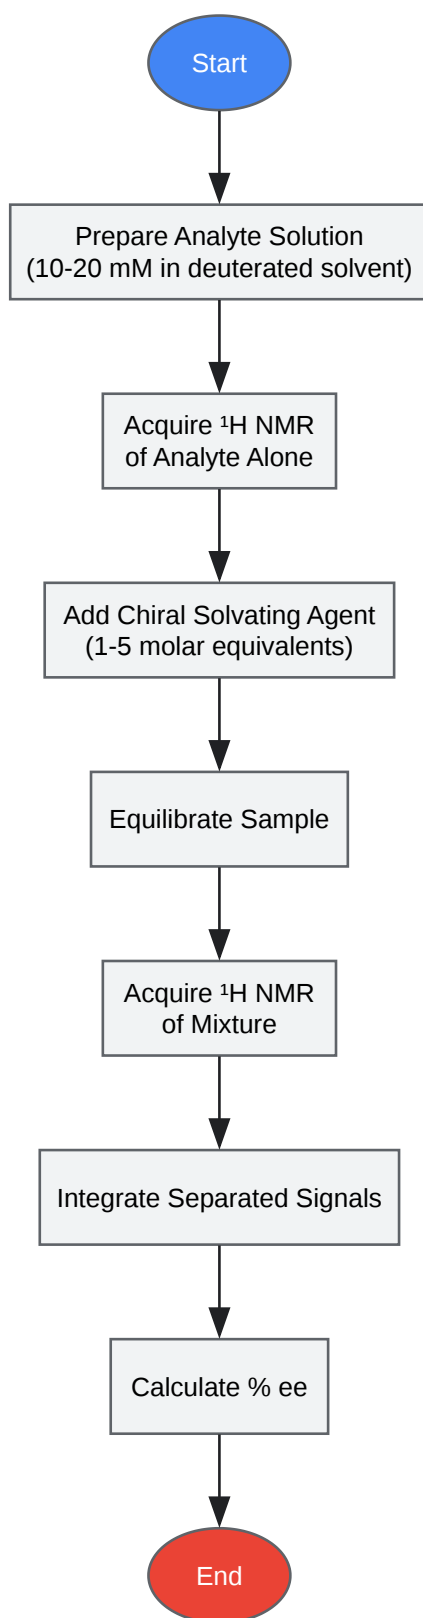 Start
Prepare Analyte Solution
(10-20 mM in deuterated solvent)
Acquire ¹H NMR
of Analyte Alone
Add Chiral Solvating Agent
(1-5 molar equivalents)
Equilibrate Sample
Acquire ¹H NMR
of Mixture
Integrate Separated Signals
Calculate % ee
End